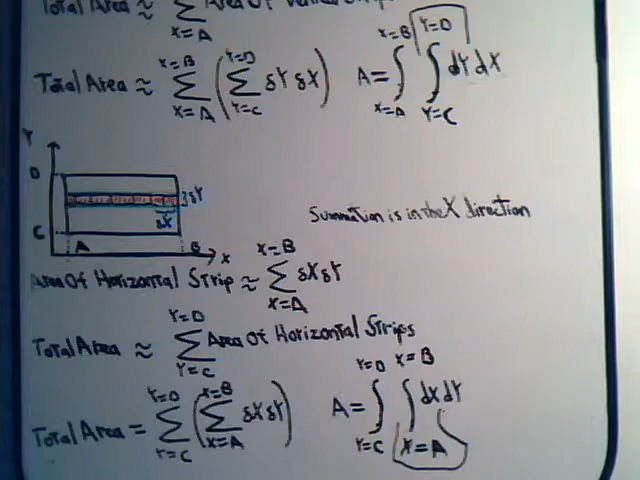 Total Area ≈ ∑ Area Of Strips
X=A
Total Area ≈ ∑_{X=A}^{X=B} ( ∑_{Y=C}^{Y=D} δY δX ) A = ∫_{X=A}^{X=B} ∫_{Y=C}^{Y=D} dY dX
Y
D
δY
δX
C
A B X
Summation is in the X direction
Area Of Horizontal Strip ≈ ∑_{X=A}^{X=B} δX δY
Total Area ≈ ∑_{Y=C}^{Y=D} Area Of Horizontal Strips
Total Area = ∑_{Y=C}^{Y=D} ( ∑_{X=A}^{X=B} δX δY ) A = ∫_{Y=C}^{Y=D} ∫_{X=A}^{X=B} dX dY